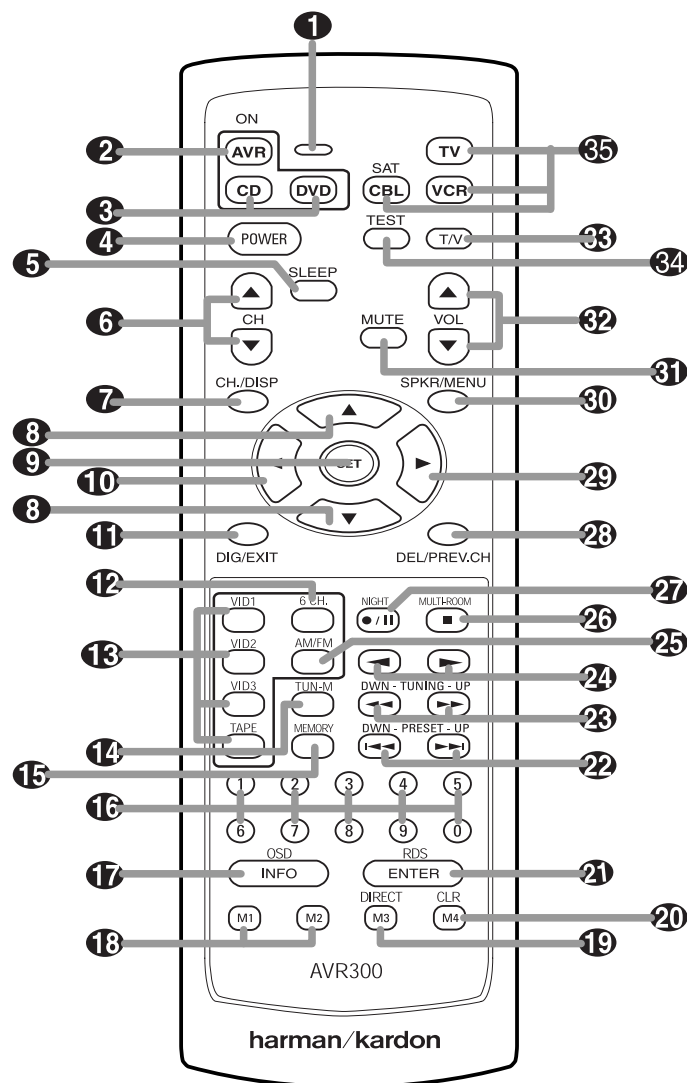 1
ON
2
AVR
TV
35
SAT
CD
DVD
CBL
VCR
3
TEST
4
POWER
T/V
33
34
5
SLEEP
6
CH
MUTE
VOL
32
31
7
CH./DISP
SPKR/MENU
30
8
9
SET
10
29
8
11
28
DIG/EXIT
DEL/PREV.CH
12
27
VID1
6 CH.
NIGHT
MULTI-ROOM
26
13
VID2
AM/FM
25
24
VID3
TUN-M
DWN - TUNING - UP
23
14
TAPE
MEMORY
DWN - PRESET - UP
15
22
1 2 3 4 5
16
6 7 8 9 0
OSD
RDS
17
INFO
ENTER
21
DIRECT
CLR
M1
M2
M3
M4
20
18
19
AVR300
harman/kardon